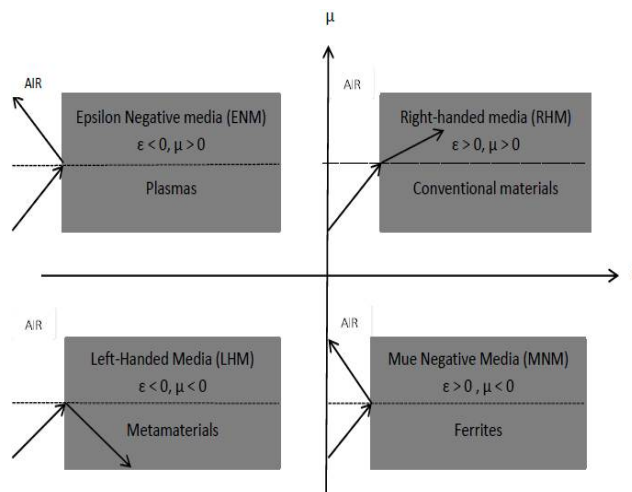 μ
AIR
Epsilon Negative media (ENM)
ε < 0, μ > 0
Plasmas
AIR
Right-handed media (RHM)
ε > 0, μ > 0
Conventional materials
AIR
Left-Handed Media (LHM)
ε < 0, μ < 0
Metamaterials
AIR
Mue Negative Media (MNM)
ε > 0 , μ < 0
Ferrites